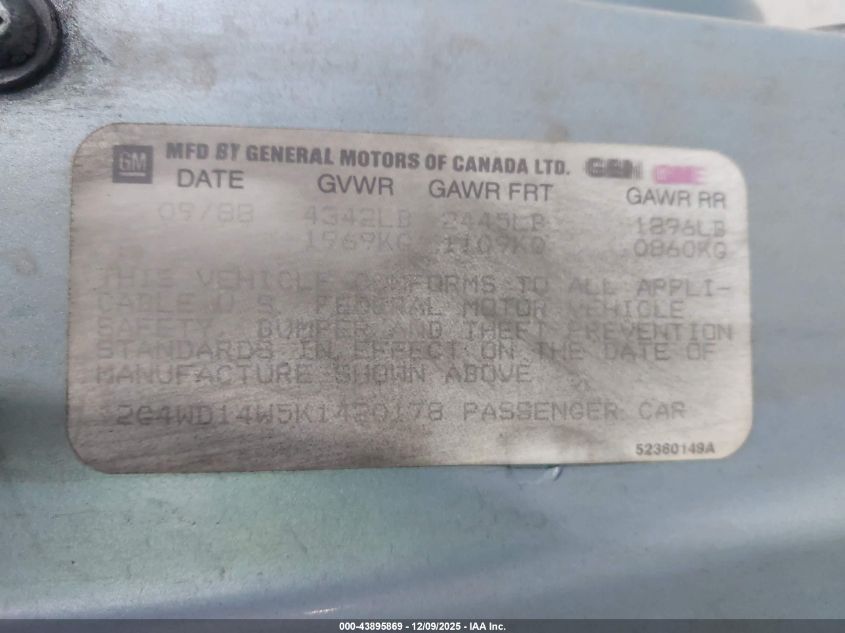 GM MFD BY GENERAL MOTORS OF CANADA LTD. GEN
DATE GVWR GAWR FRT GAWR RR
09/88 4342LB 2445LB 1896LB
1969KG 1109KG 0860KG
THIS VEHICLE CONFORMS TO ALL APPLI-
CABLE U S. FEDERAL MOTOR VEHICLE
SAFETY, BUMPER AND THEFT PREVENTION
STANDARDS IN EFFECT ON THE DATE OF
MANUFACTURE SHOWN ABOVE
2G4WD14W5K1420178 PASSENGER CAR
52360149A
000-43895869 - 12/09/2025 - IAA Inc.